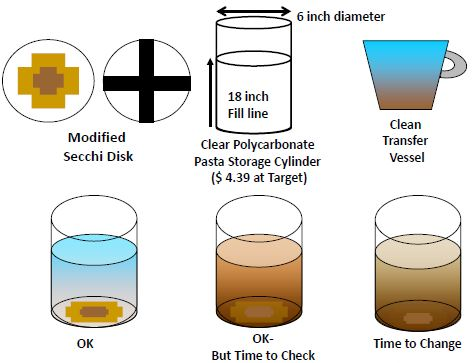 6 inch diameter
18 inch
Fill line
Modified
Secchi Disk
Clear Polycarbonate
Pasta Storage Cylinder
($ 4.39 at Target)
Clean
Transfer
Vessel
OK
OK-
But Time to Check
Time to Change